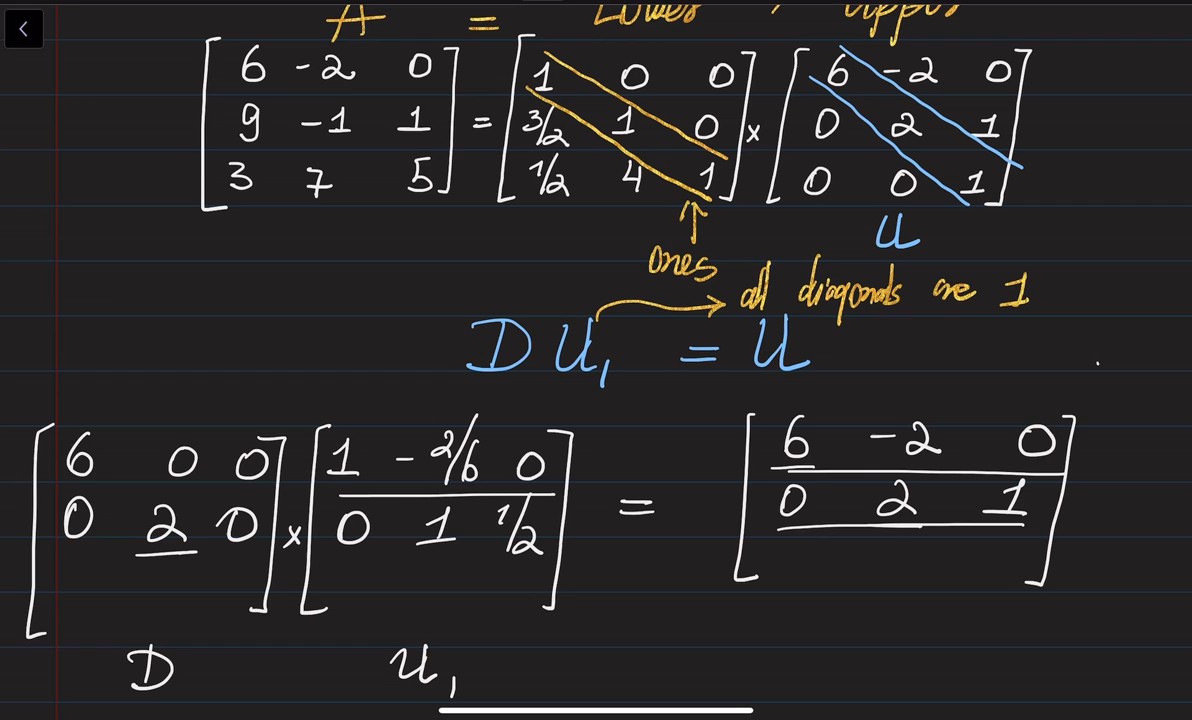 A = Lower × Upper
[6 -2 0] = [1 0 0] × [6 -2 0]
[9 -1 1] [3/2 1 0] [0 2 1]
[3 7 5] [1/2 4 1] [0 0 1]
↑ U
ones
→ all diagonals are 1
D U₁ = U
[6 0 0] × [1 -2/6 0] = [6 -2 0]
[0 2 0] [0 1 1/2] [0 2 1]
D U₁